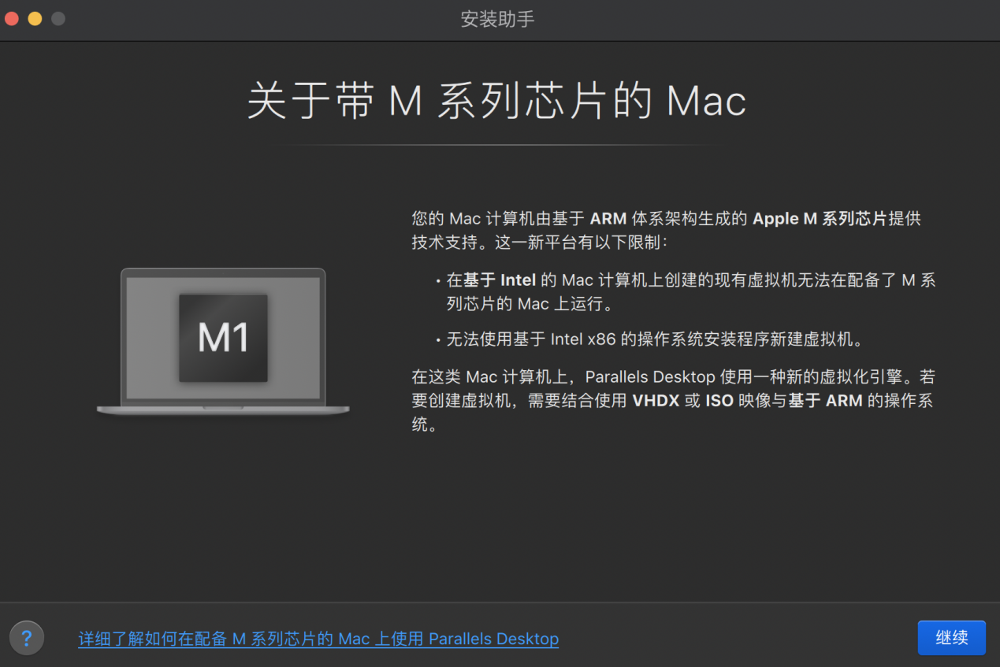 安装助手
关于带 M 系列芯片的 Mac
您的 Mac 计算机由基于 ARM 体系架构生成的 Apple M 系列芯片提供
技术支持。这一新平台有以下限制：
• 在基于 Intel 的 Mac 计算机上创建的现有虚拟机无法在配备了 M 系
列芯片的 Mac 上运行。
• 无法使用基于 Intel x86 的操作系统安装程序新建虚拟机。
M1
在这类 Mac 计算机上，Parallels Desktop 使用一种新的虚拟化引擎。若
要创建虚拟机，需要结合使用 VHDX 或 ISO 映像与基于 ARM 的操作系
统。
?
详细了解如何在配备 M 系列芯片的 Mac 上使用 Parallels Desktop
继续